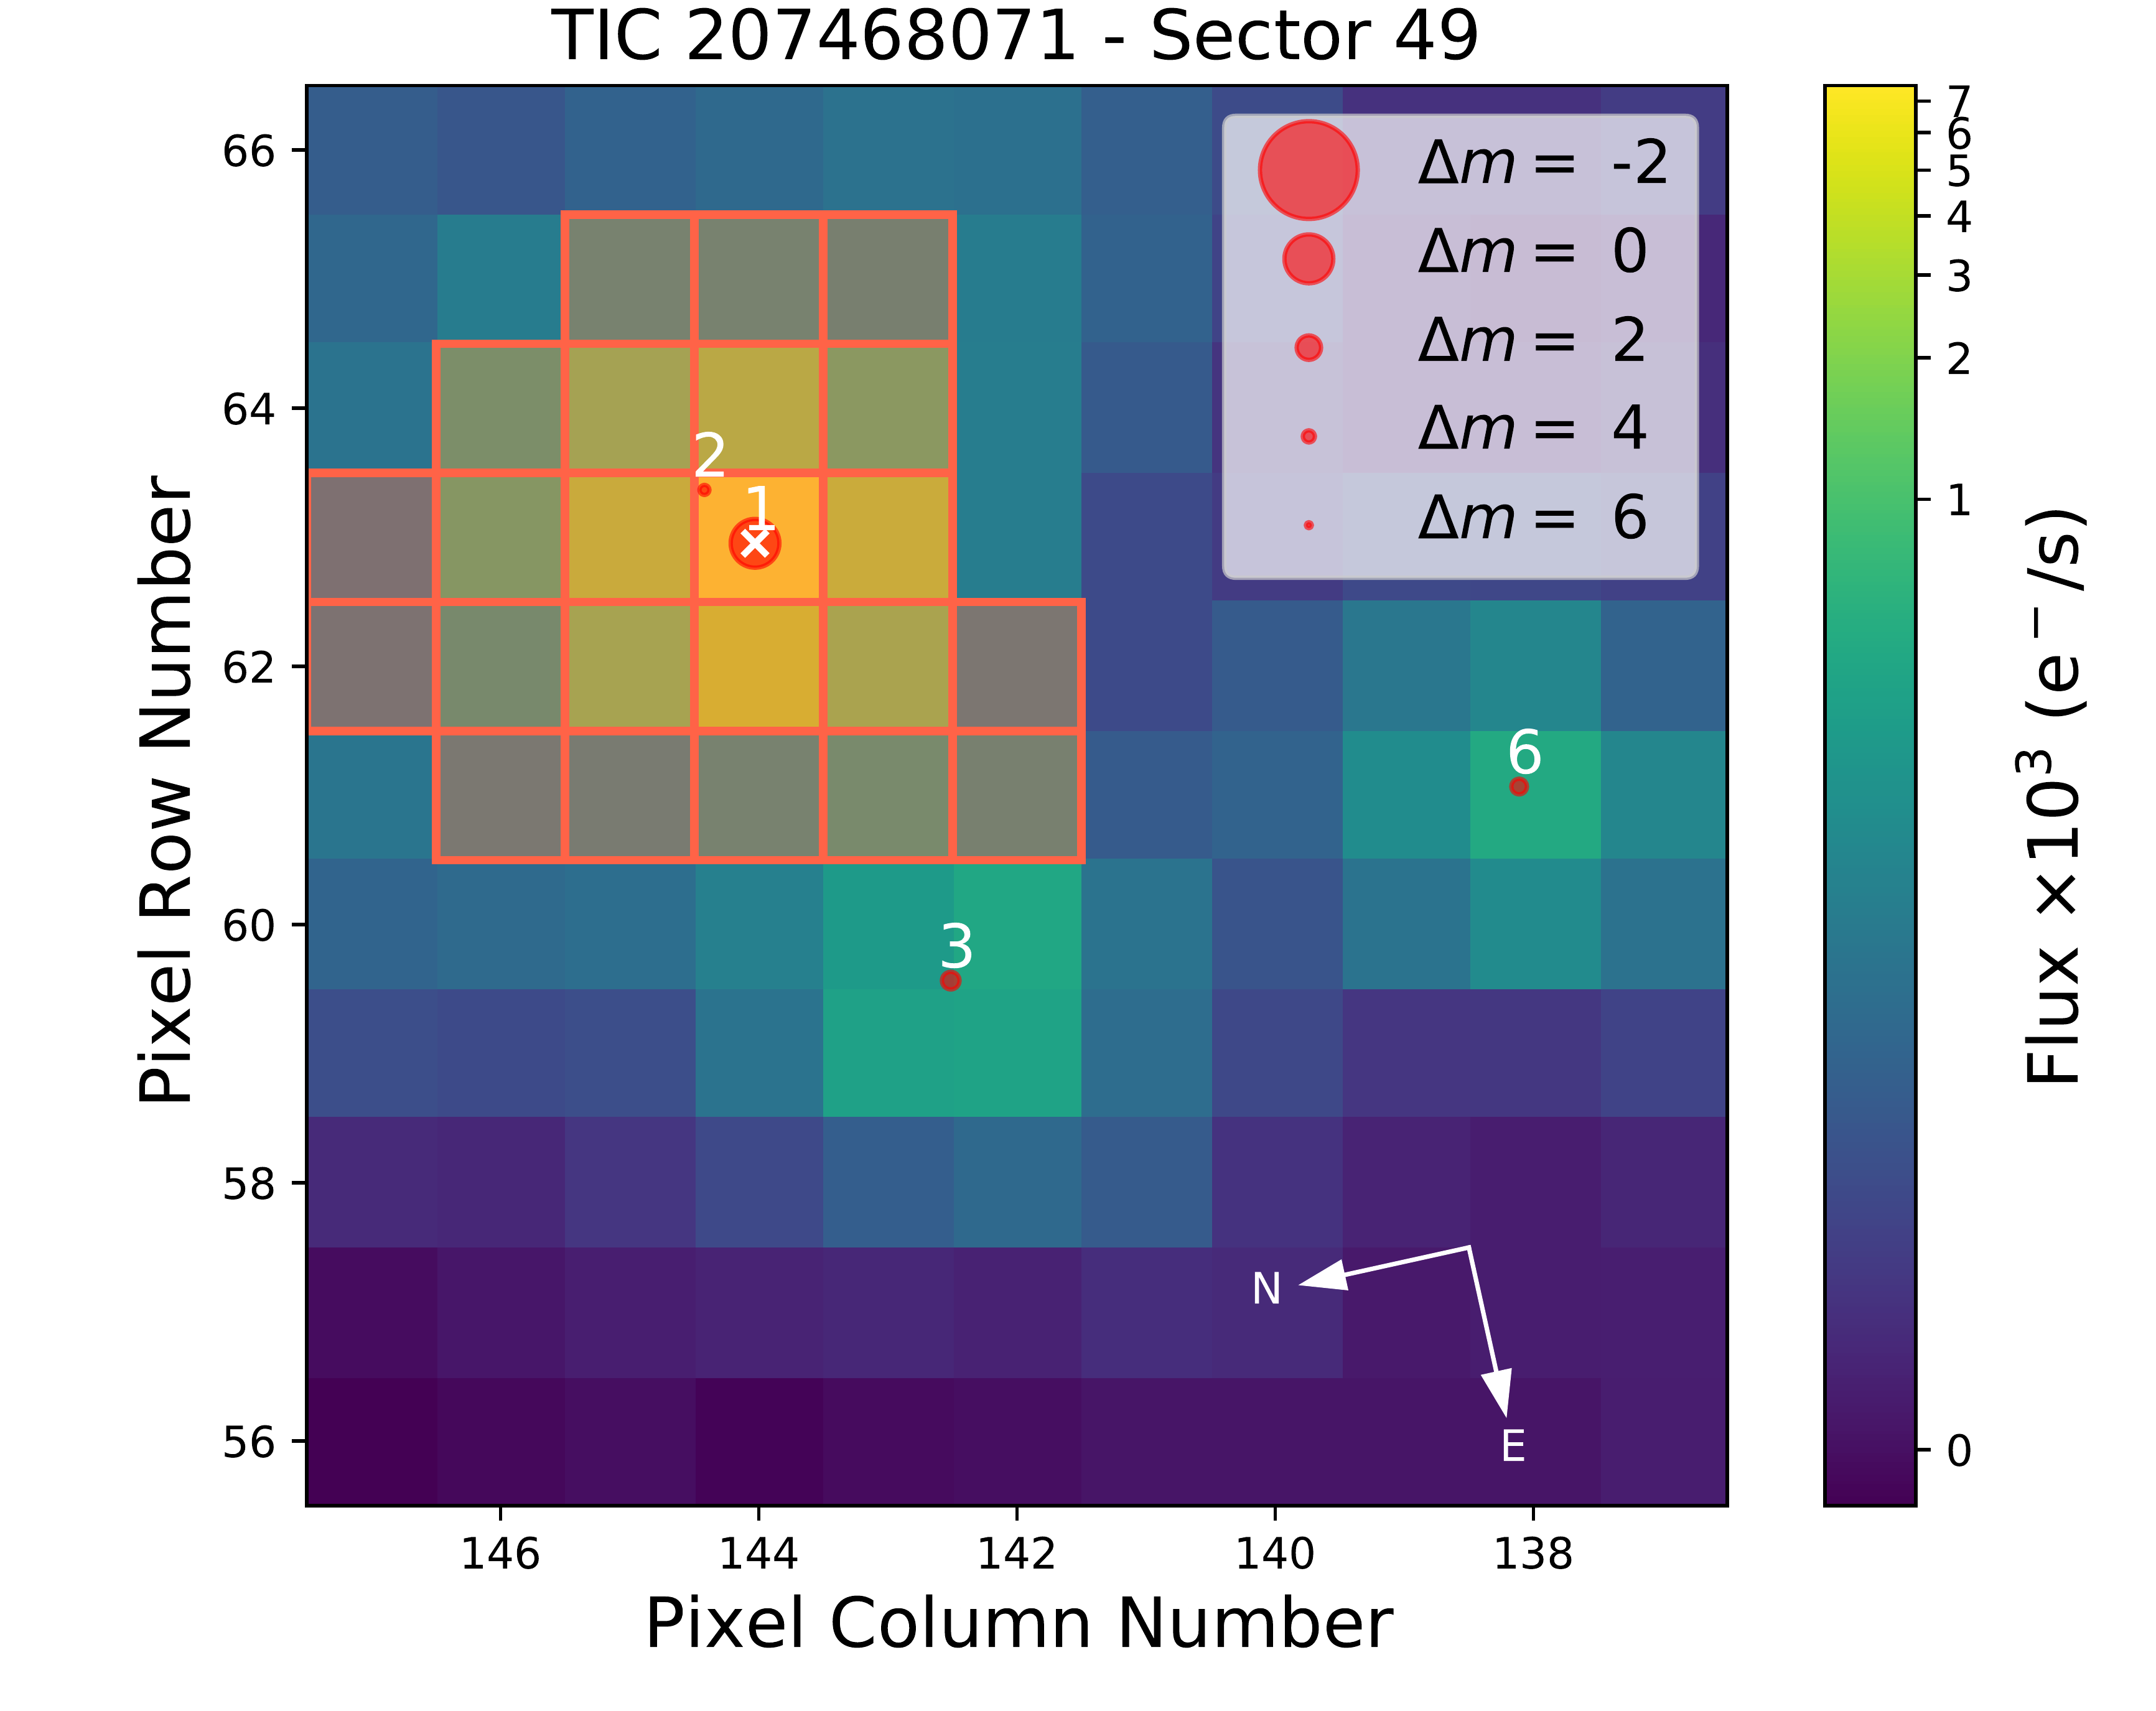 TIC 207468071 - Sector 49
Δm = -2
Δm = 0
Δm = 2
Δm = 4
Δm = 6
2
1
6
3
N
E
66
64
62
60
58
56
Pixel Row Number
146
144
142
140
138
Pixel Column Number
7
6
5
4
3
2
1
0
Flux ×10³ (e⁻/s)